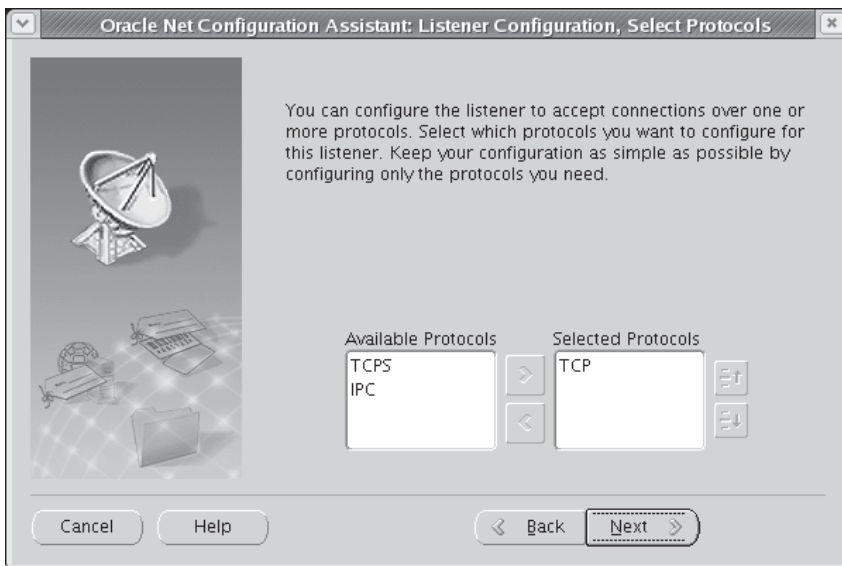 Oracle Net Configuration Assistant: Listener Configuration, Select Protocols
You can configure the listener to accept connections over one or
more protocols. Select which protocols you want to configure for
this listener. Keep your configuration as simple as possible by
configuring only the protocols you need.
Available Protocols
TCPS
IPC
Selected Protocols
TCP
Cancel
Help
Back
Next